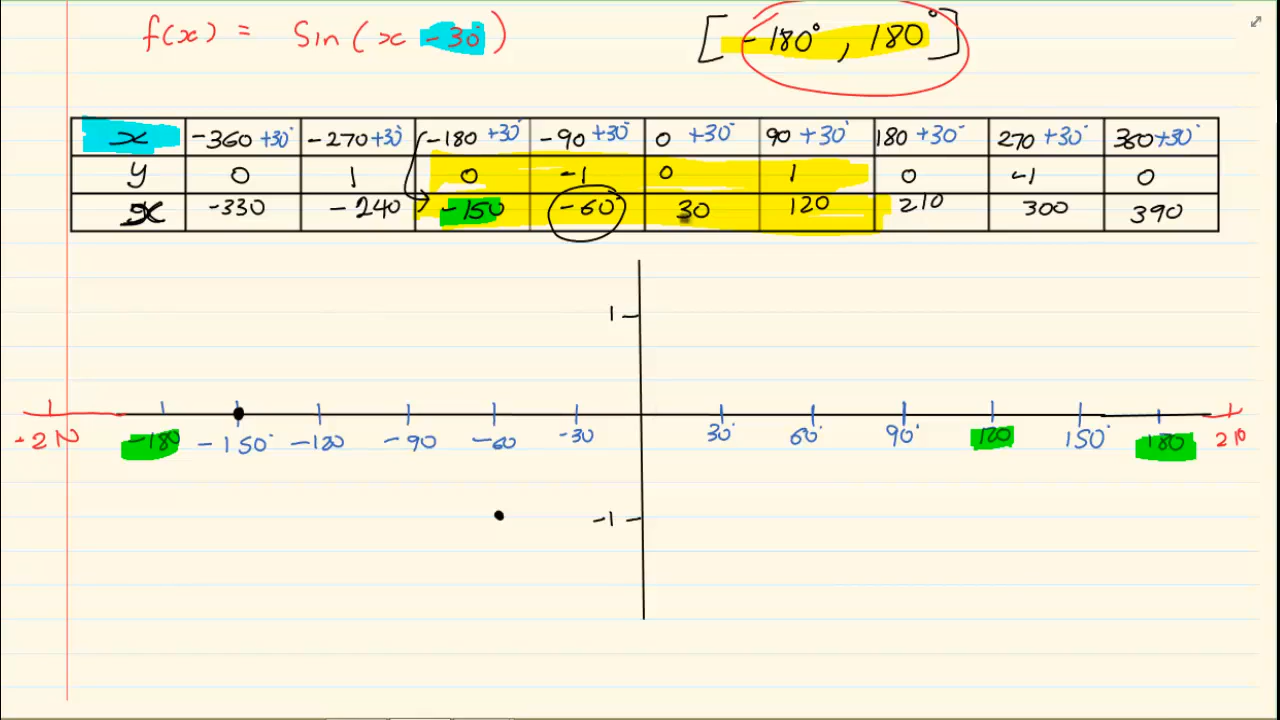 f(x) = Sin(x -30°) [-180°, 180°]
x -360 +30° -270 +30° -180 +30° -90 +30° 0 +30° 90 +30° 180 +30° 270 +30° 360 +30°
y 0 1 0 -1 0 1 0 -1 0
x -330 -240 -150 -60° 30 120 210 300 390
1
-210 -180 -150° -120 -90 -60 -30 30° 60° 90° 120 150° 180 210
-1